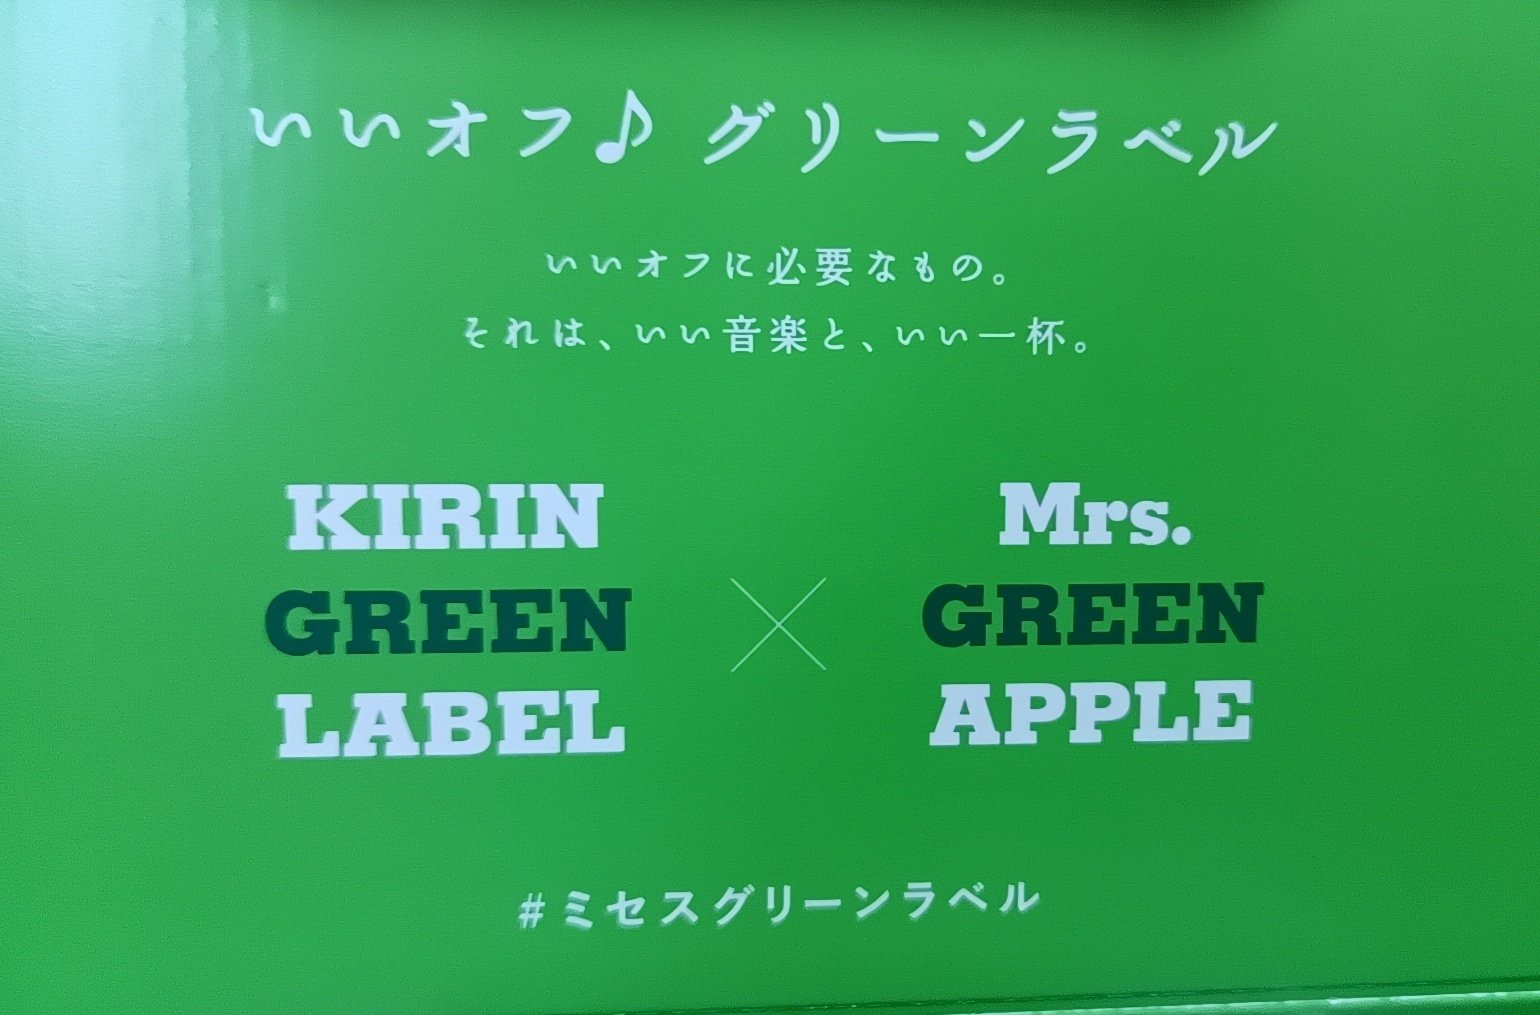 いいオフ♪ グリーンラベル
いいオフに必要なもの。
それは、いい音楽と、いい一杯。
KIRIN
GREEN
LABEL
×
Mrs.
GREEN
APPLE
#ミセスグリーンラベル